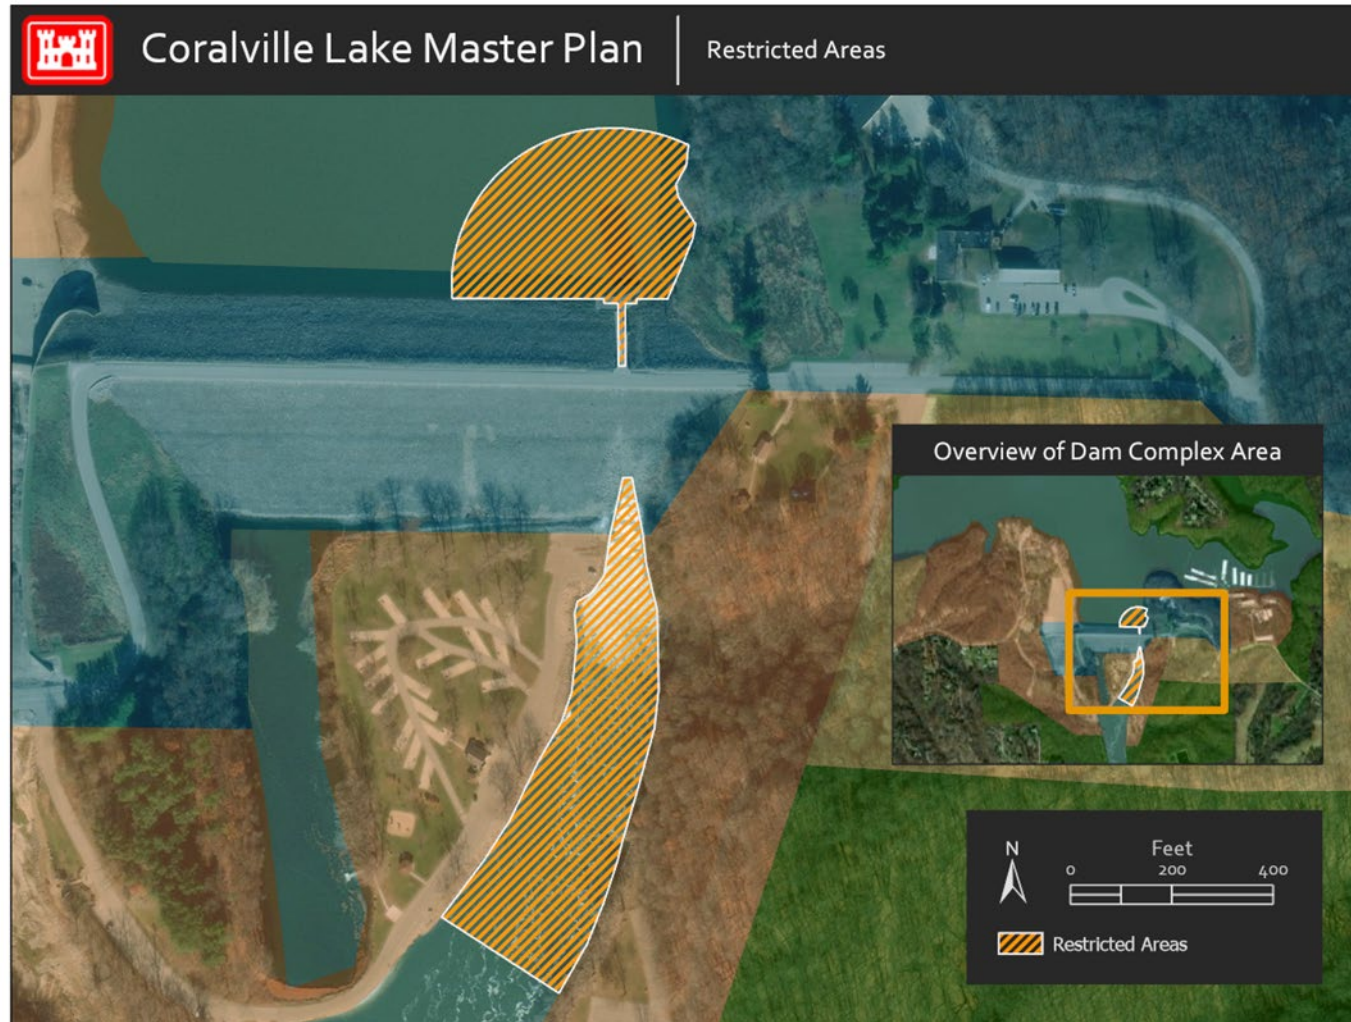 Coralville Lake Master Plan
Restricted Areas
Overview of Dam Complex Area
N
Feet
0 200 400
Restricted Areas